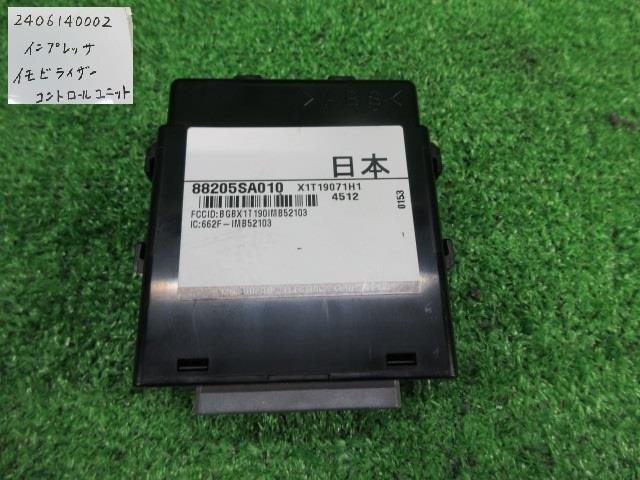 2406140002
インプレッサ
イモビライザー
コントロールユニット
>ABS<
日本
88205SA010 X1T19071H1
4512
0153
FCCID:BGBX1T190IMB52103
IC:662F-IMB52103